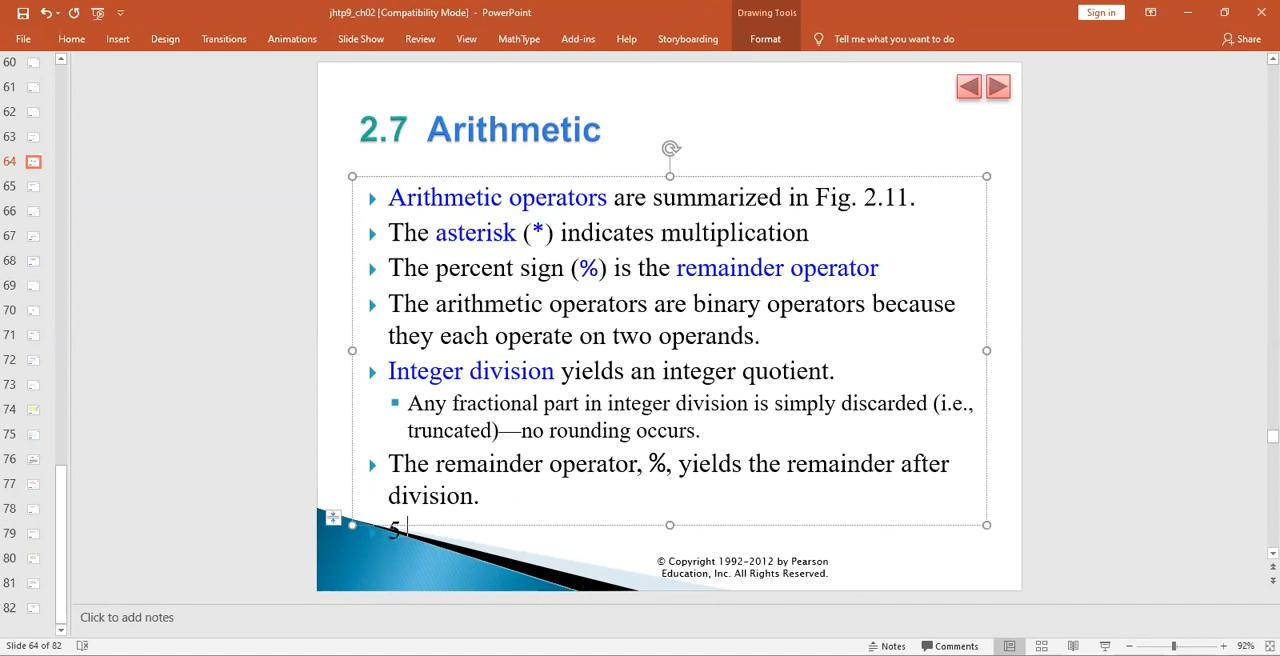 jhtp9_ch02 [Compatibility Mode] - PowerPoint
Drawing Tools
Sign in
File Home Insert Design Transitions Animations Slide Show Review View MathType Add-ins Help Storyboarding Format Tell me what you want to do Share
60
61
62
63
64
65
66
67
68
69
70
71
72
73
74
75
76
77
78
79
80
81
82
2.7 Arithmetic
Arithmetic operators are summarized in Fig. 2.11.
The asterisk (*) indicates multiplication
The percent sign (%) is the remainder operator
The arithmetic operators are binary operators because
they each operate on two operands.
Integer division yields an integer quotient.
Any fractional part in integer division is simply discarded (i.e.,
truncated)—no rounding occurs.
The remainder operator, %, yields the remainder after
division.
5
© Copyright 1992-2012 by Pearson
Education, Inc. All Rights Reserved.
Click to add notes
Slide 64 of 82 Notes Comments 92%